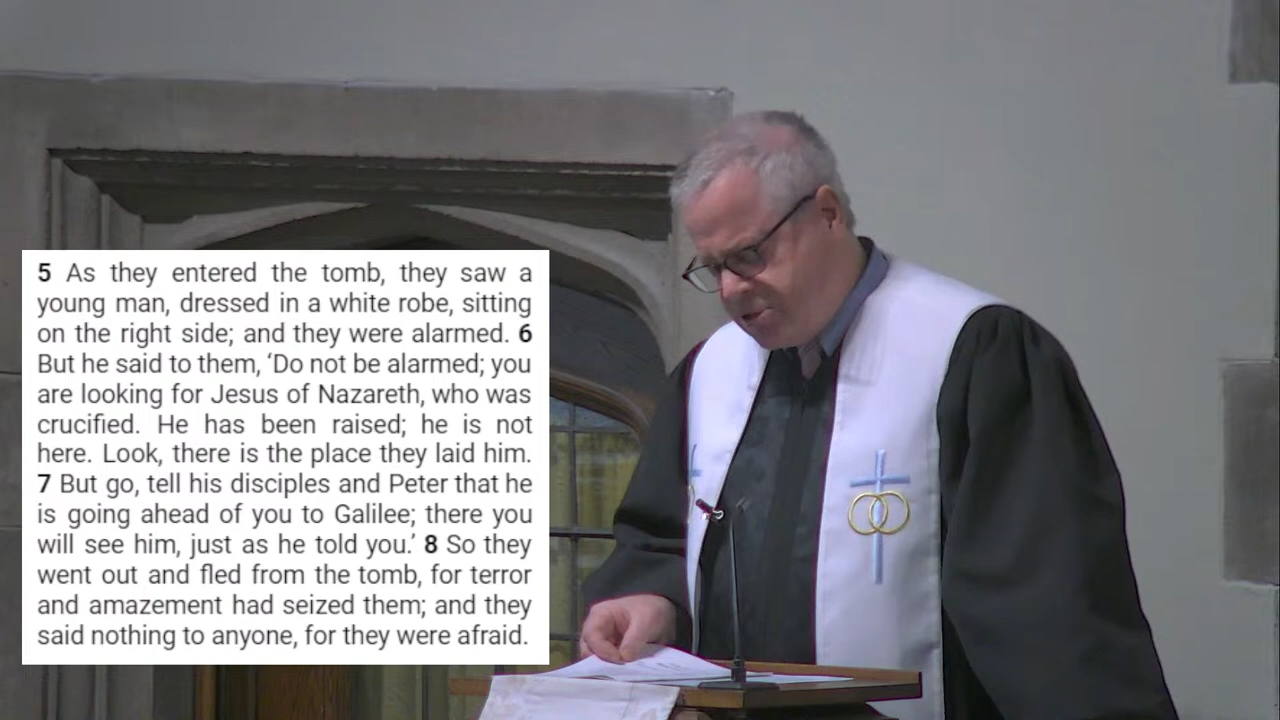 5 As they entered the tomb, they saw a
young man, dressed in a white robe, sitting
on the right side; and they were alarmed. 6
But he said to them, ‘Do not be alarmed; you
are looking for Jesus of Nazareth, who was
crucified. He has been raised; he is not
here. Look, there is the place they laid him.
7 But go, tell his disciples and Peter that he
is going ahead of you to Galilee; there you
will see him, just as he told you.’ 8 So they
went out and fled from the tomb, for terror
and amazement had seized them; and they
said nothing to anyone, for they were afraid.